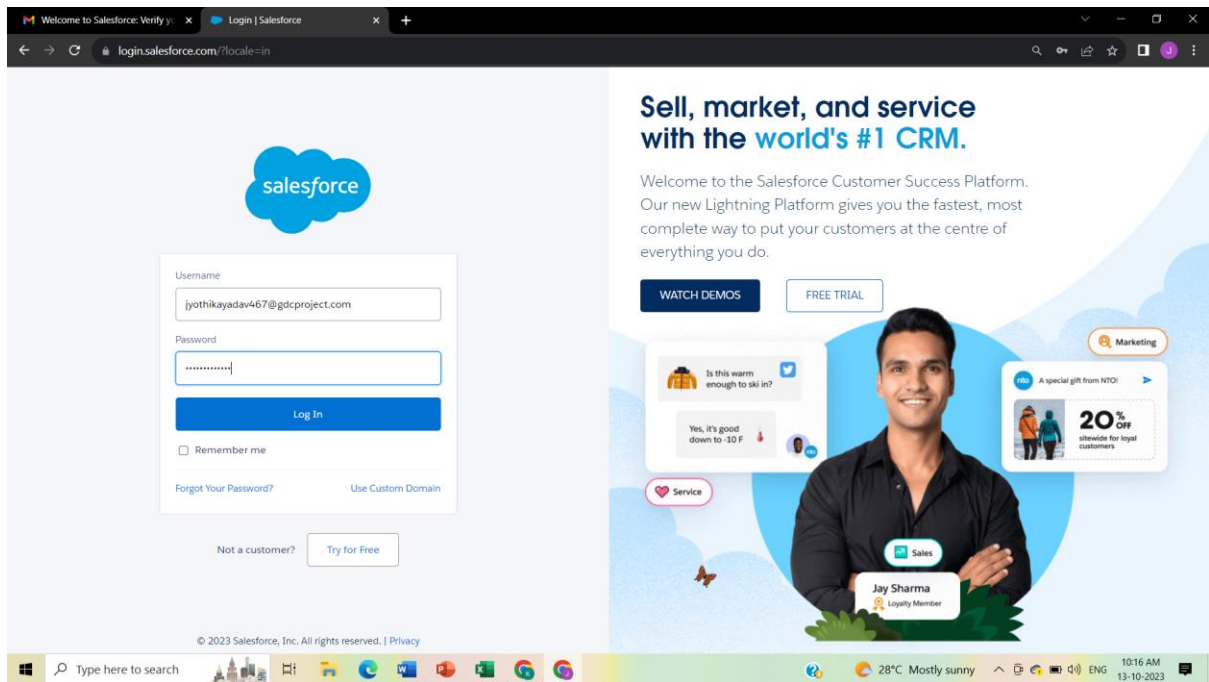 Welcome to Salesforce: Verify yo
Login | Salesforce
login.salesforce.com/?locale=in
J
salesforce
Username
jyothikayadav467@gdcproject.com
Password
Log In
Remember me
Forgot Your Password? Use Custom Domain
Not a customer? Try for Free
© 2023 Salesforce, Inc. All rights reserved. | Privacy
Sell, market, and service
with the world's #1 CRM.
Welcome to the Salesforce Customer Success Platform.
Our new Lightning Platform gives you the fastest, most
complete way to put your customers at the centre of
everything you do.
WATCH DEMOS FREE TRIAL
Is this warm
enough to ski in?
Yes, it's good
down to -10 F
Service
Marketing
nto A special gift from NTO!
20% OFF
sitewide for loyal
customers
Sales
Jay Sharma
Loyalty Member
Type here to search
28°C Mostly sunny
ENG
10:16 AM
13-10-2023